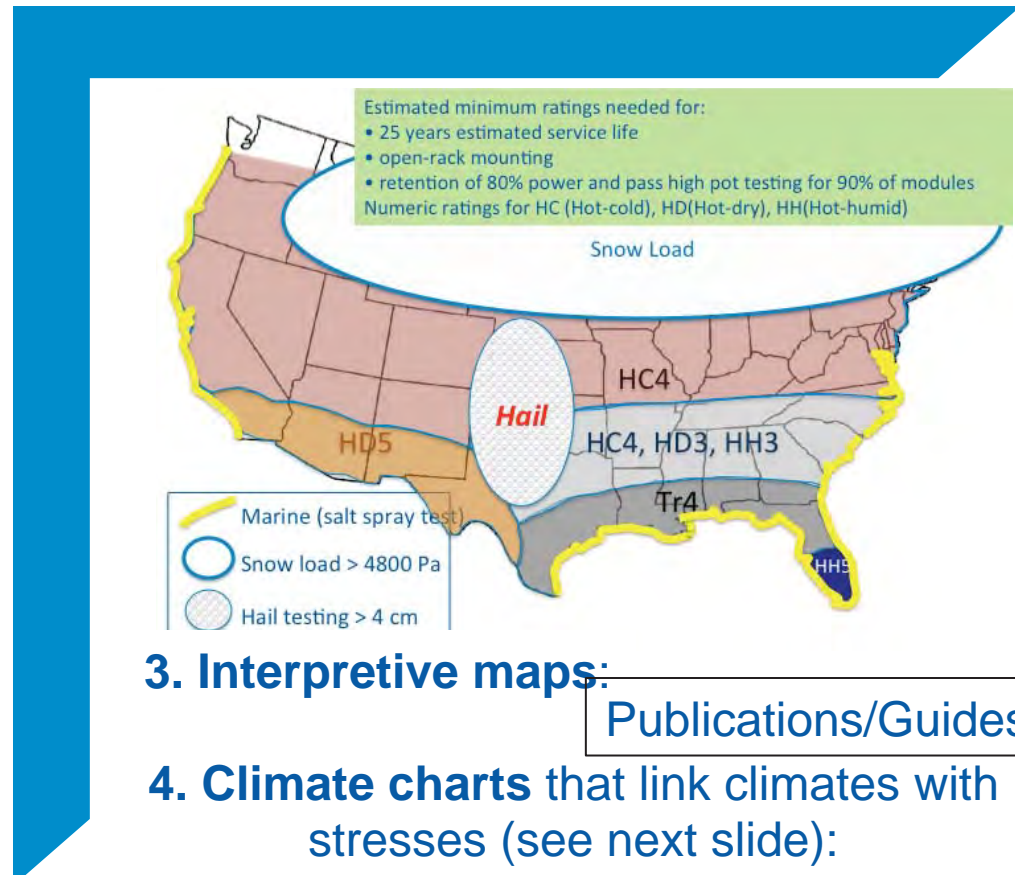 Estimated minimum ratings needed for:
• 25 years estimated service life
• open-rack mounting
• retention of 80% power and pass high pot testing for 90% of modules
Numeric ratings for HC (Hot-cold), HD(Hot-dry), HH(Hot-humid)
Snow Load
HC4
Hail
HD5
HC4, HD3, HH3
Tr4
HH5
Marine (salt spray test)
Snow load > 4800 Pa
Hail testing > 4 cm
3. Interpretive maps:
Publications/Guides
4. Climate charts that link climates with
stresses (see next slide):